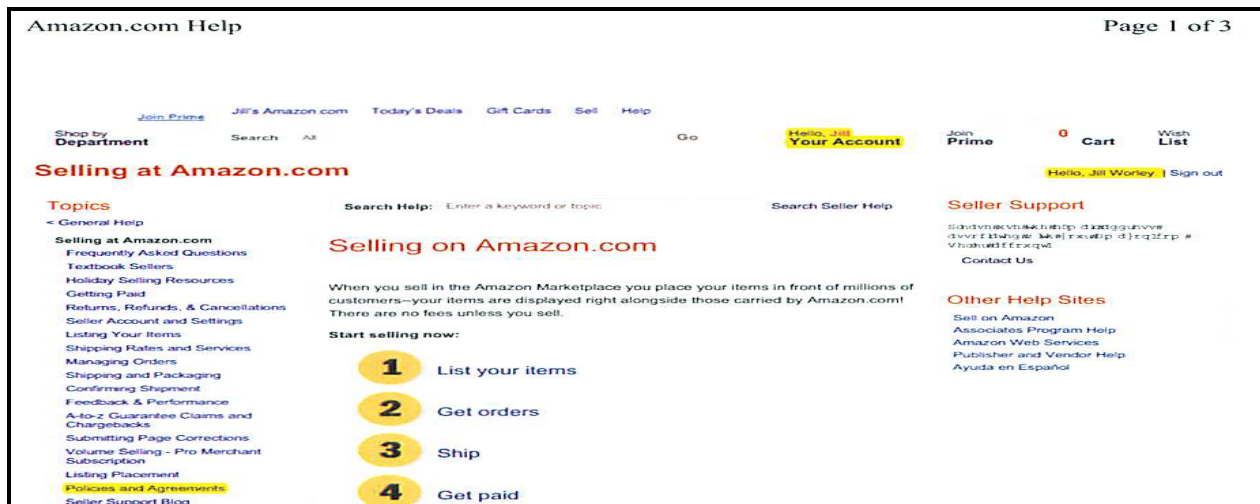 Amazon.com Help
Page 1 of 3
Join Prime
Jill's Amazon.com Today's Deals Gift Cards Sell Help
Shop by
Department
Search All
Go
Hello, Jill
Your Account
Join
Prime
0
Cart
Wish
List
Selling at Amazon.com
Hello, Jill Worley. | Sign out
Topics
< General Help
Selling at Amazon.com
Frequently Asked Questions
Textbook Sellers
Holiday Selling Resources
Getting Paid
Returns, Refunds, & Cancellations
Seller Account and Settings
Listing Your Items
Shipping Rates and Services
Managing Orders
Shipping and Packaging
Confirming Shipment
Feedback & Performance
A-to-z Guarantee Claims and
Chargebacks
Submitting Page Corrections
Volume Selling - Pro Merchant
Subscription
Listing Placement
Policies and Agreements
Seller Support Blog
Search Help: Enter a keyword or topic
Search Seller Help
Selling on Amazon.com
When you sell in the Amazon Marketplace you place your items in front of millions of
customers--your items are displayed right alongside those carried by Amazon.com!
There are no fees unless you sell.
Start selling now:
1 List your items
2 Get orders
3 Ship
4 Get paid
Seller Support
Contact Us
Other Help Sites
Sell on Amazon
Associates Program Help
Amazon Web Services
Publisher and Vendor Help
Ayuda en Español